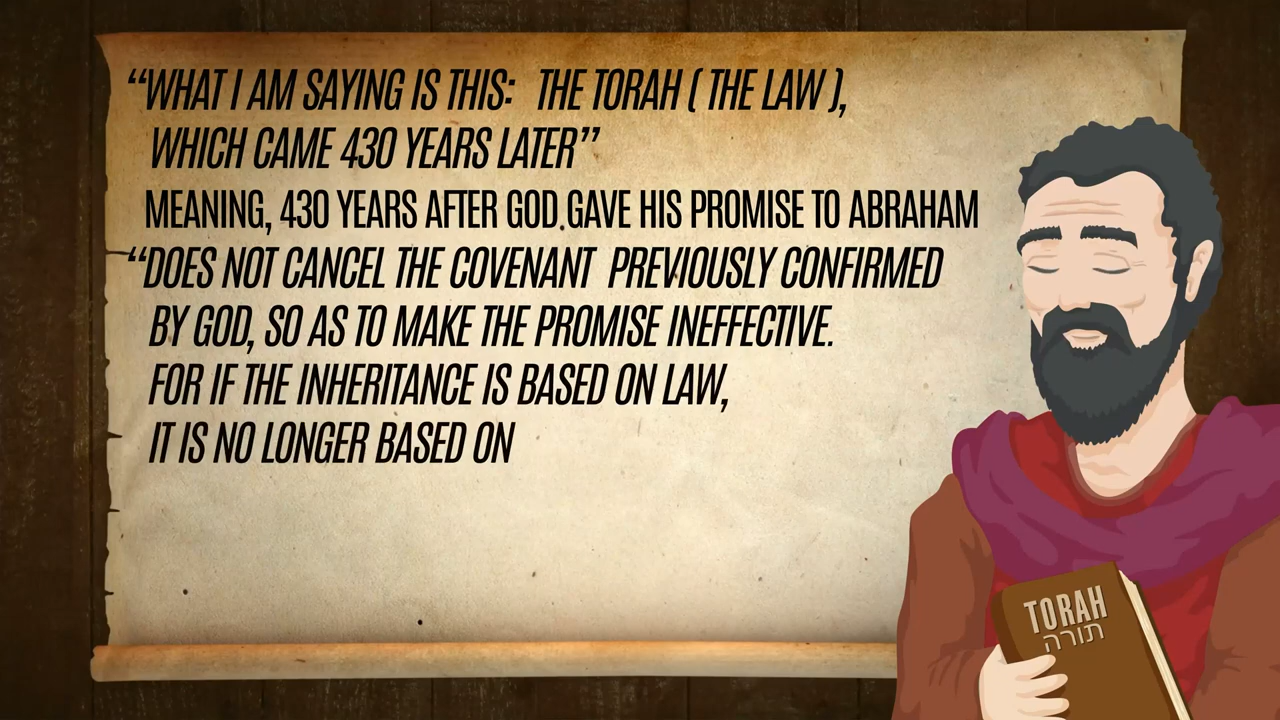 “WHAT I AM SAYING IS THIS: THE TORAH ( THE LAW ),
WHICH CAME 430 YEARS LATER”
MEANING, 430 YEARS AFTER GOD GAVE HIS PROMISE TO ABRAHAM
“DOES NOT CANCEL THE COVENANT PREVIOUSLY CONFIRMED
BY GOD, SO AS TO MAKE THE PROMISE INEFFECTIVE.
FOR IF THE INHERITANCE IS BASED ON LAW,
IT IS NO LONGER BASED ON
TORAH
תורה